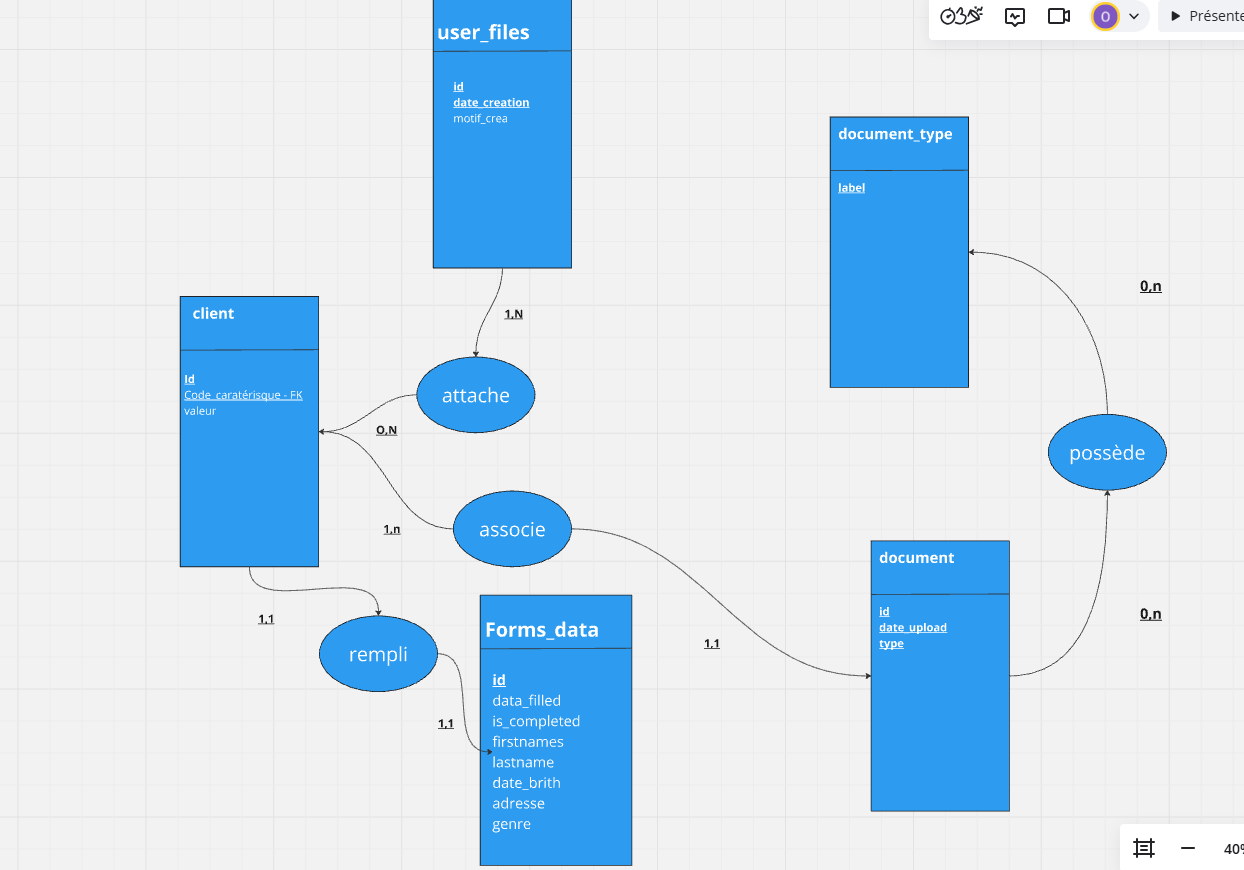 user_files
id
date_creation
motif_crea
O
Présente
document_type
label
0,n
1,N
client
Id
Code_caratérisque - FK
valeur
attache
O,N
possède
associe
1,n
document
id
date_upload
type
0,n
1,1
rempli
1,1
1,1
Forms_data
id
data_filled
is_completed
firstnames
lastname
date_brith
adresse
genre
40%